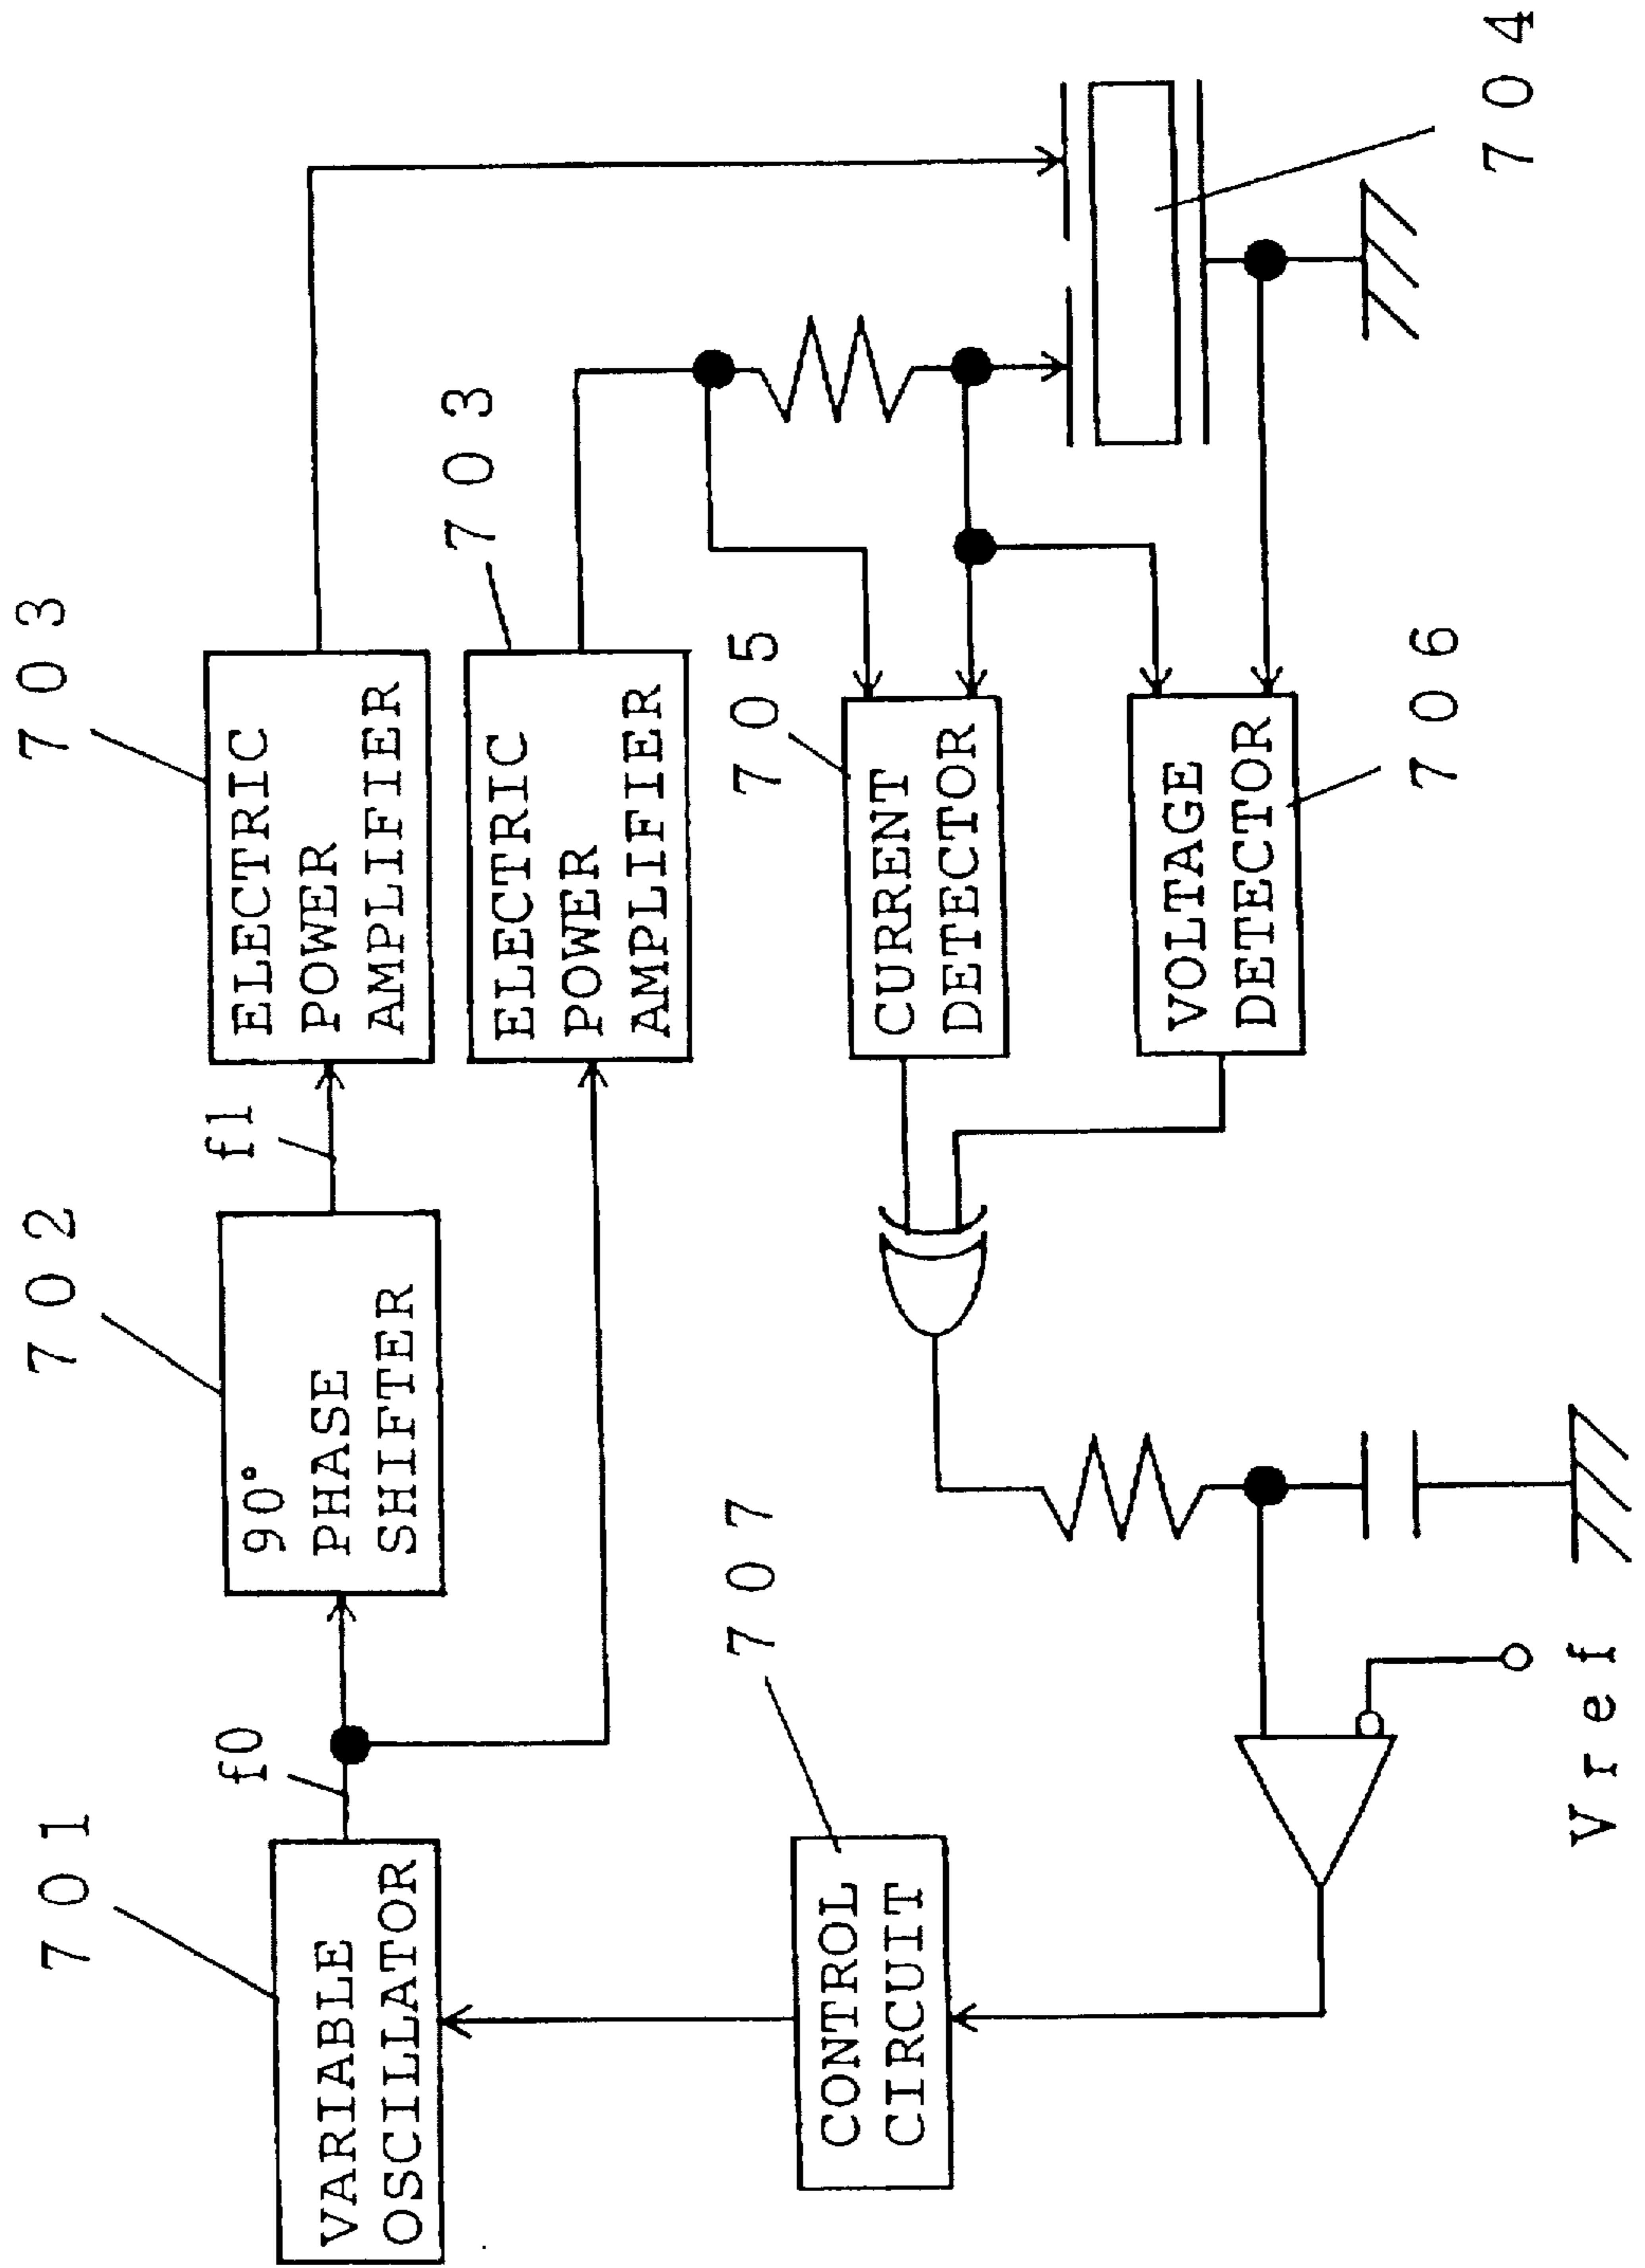 701
VARIABLE
OSCILLATOR
f0
702
90°
PHASE
SHIFTER
f1
703
ELECTRIC
POWER
AMPLIFIER
703
ELECTRIC
POWER
AMPLIFIER
705
CURRENT
DETECTOR
VOLTAGE
DETECTOR
706
704
707
CONTROL
CIRCUIT
Vref